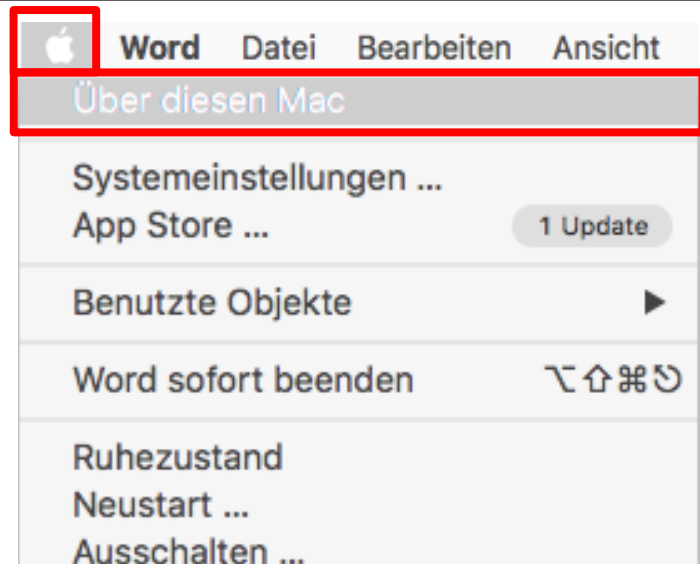 Word Datei Bearbeiten Ansicht
Über diesen Mac
Systemeinstellungen ...
App Store ... 1 Update
Benutzte Objekte ▶
Word sofort beenden ⌥⇧⌘⎋
Ruhezustand
Neustart ...
Ausschalten ...